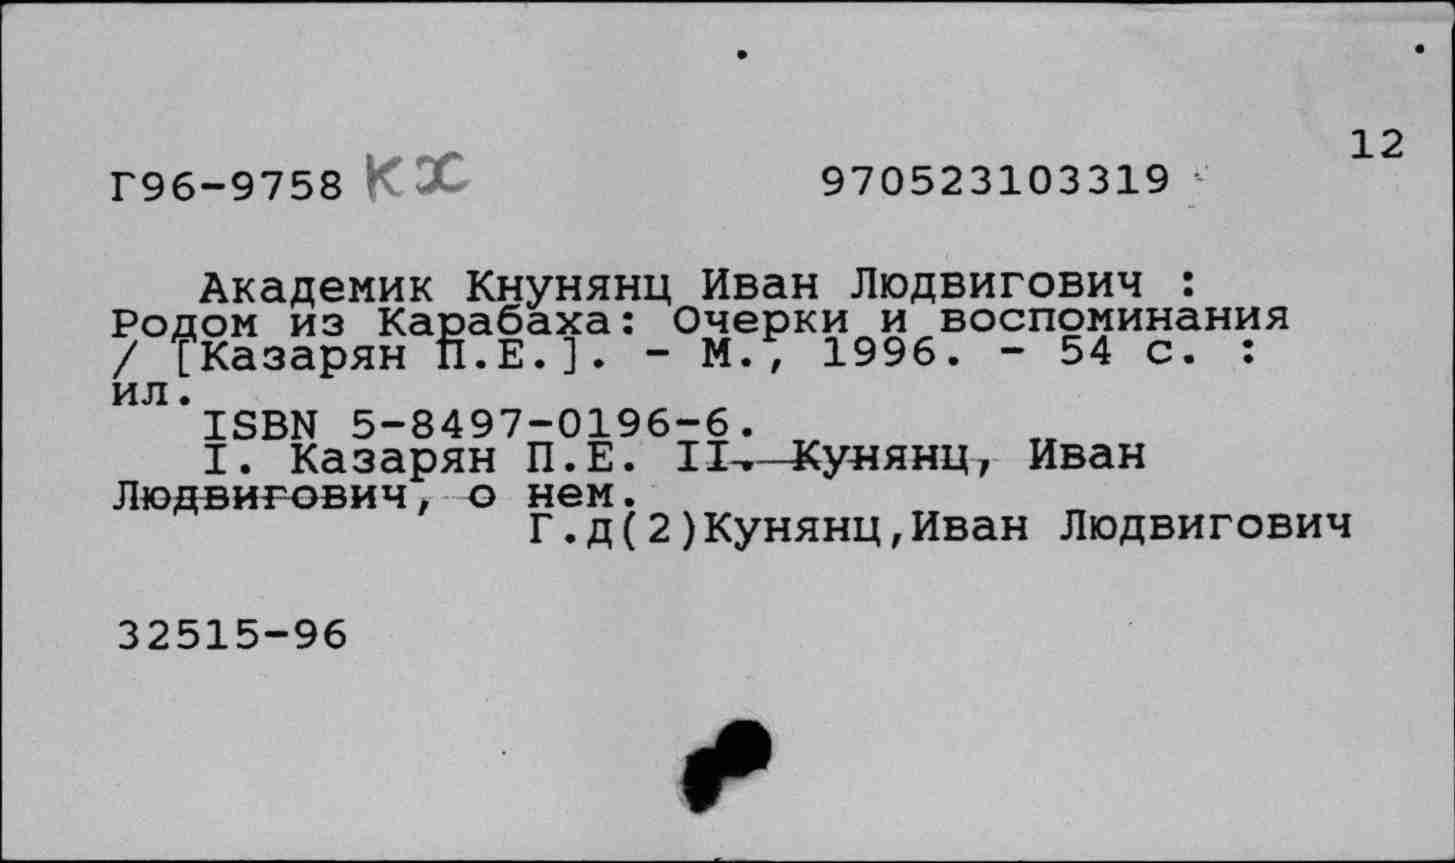 12
Г96-9758 КХ 970523103319
Академик Кнунянц Иван Людвигович :
Родом из Карабаха: Очерки и воспоминания
/ [Казарян П.Е.]. - М., 1996. - 54 с. :
ил.
ISBN 5-8497-0196-6.
I. Казарян П.Е. II. Кунянц, Иван
Людвигович, о нем.
Г.д(2)Кунянц,Иван Людвигович
32515-96